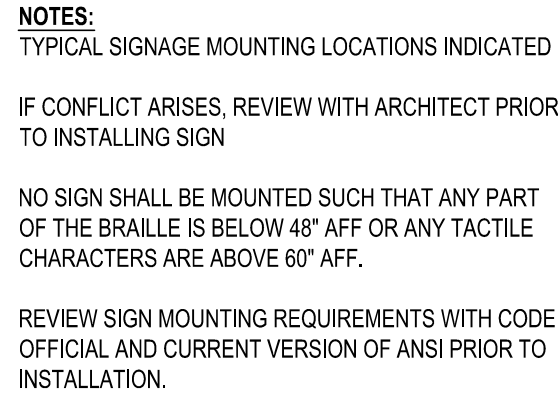 NOTES:
TYPICAL SIGNAGE MOUNTING LOCATIONS INDICATED
IF CONFLICT ARISES, REVIEW WITH ARCHITECT PRIOR
TO INSTALLING SIGN
NO SIGN SHALL BE MOUNTED SUCH THAT ANY PART
OF THE BRAILLE IS BELOW 48" AFF OR ANY TACTILE
CHARACTERS ARE ABOVE 60" AFF.
REVIEW SIGN MOUNTING REQUIREMENTS WITH CODE
OFFICIAL AND CURRENT VERSION OF ANSI PRIOR TO
INSTALLATION.